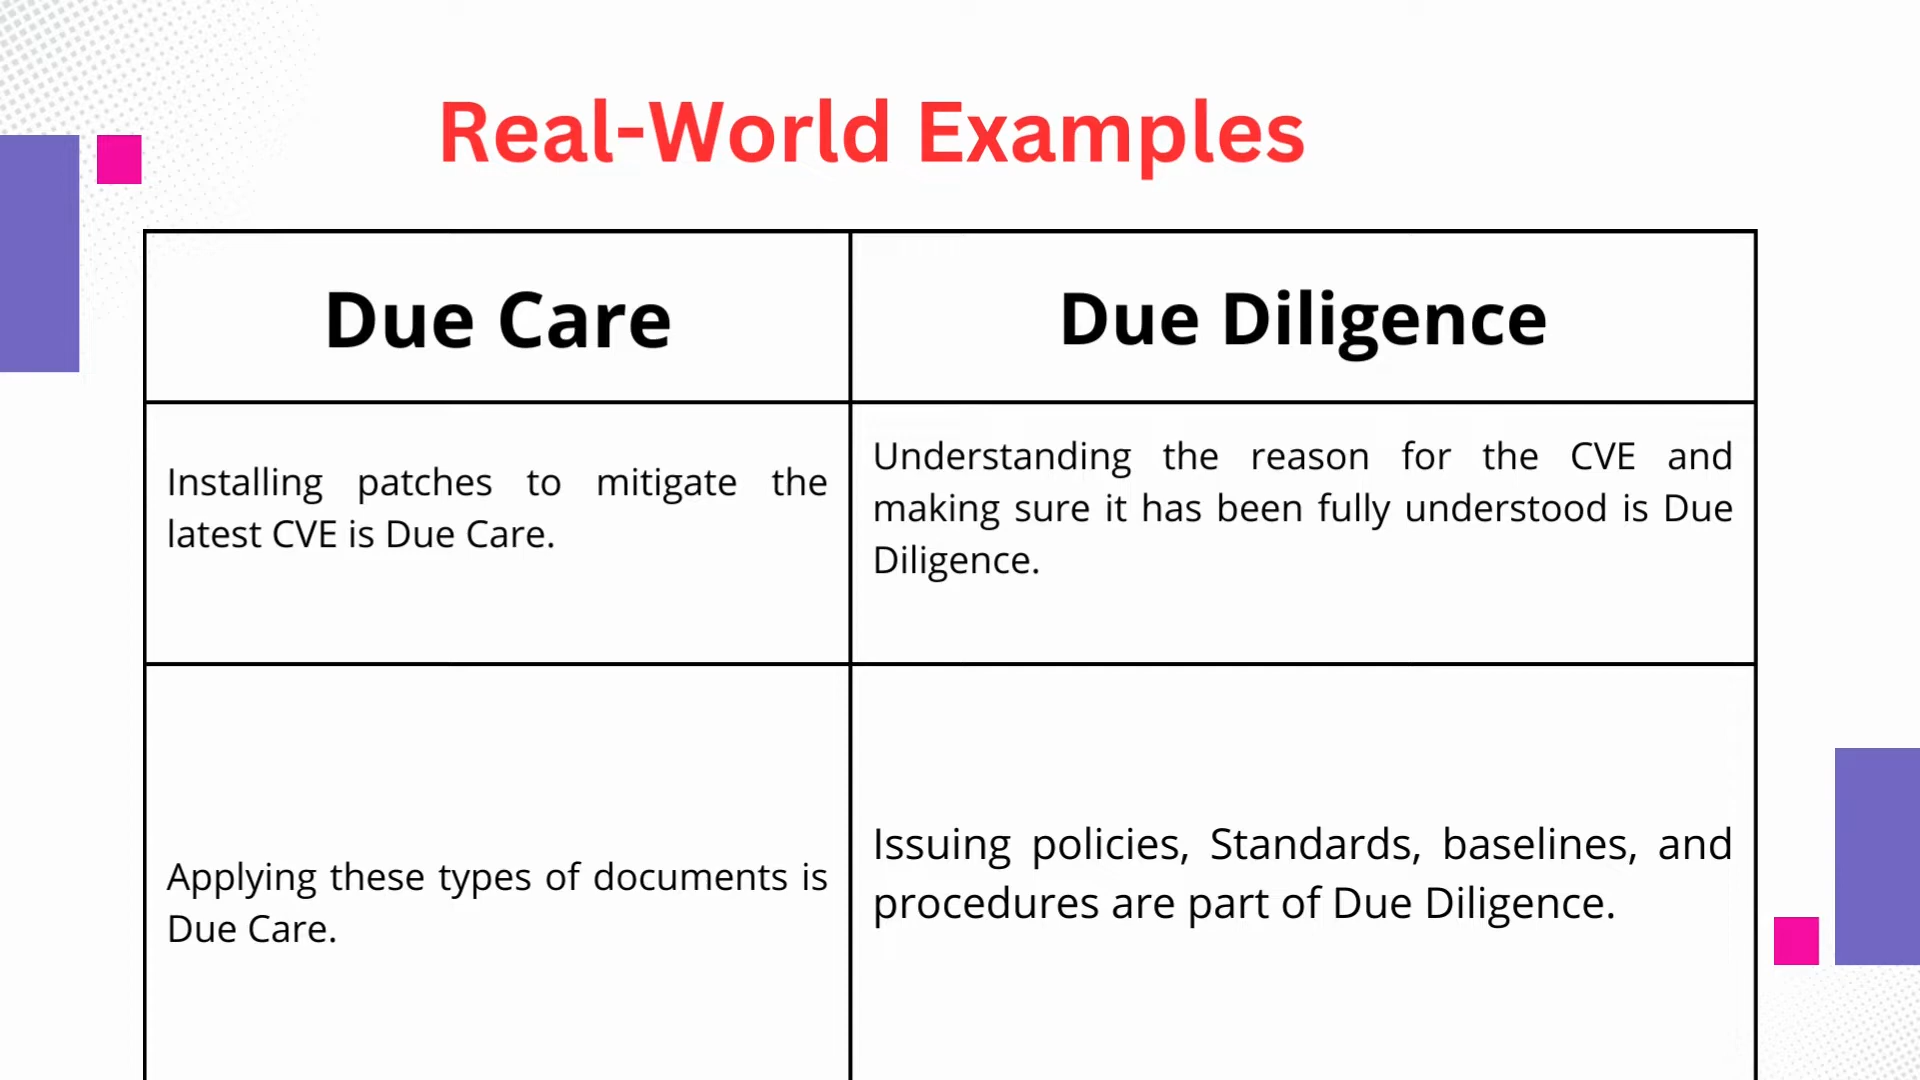 Real-World Examples
Due Care
Due Diligence
Installing patches to mitigate the
latest CVE is Due Care.
Understanding the reason for the CVE and
making sure it has been fully understood is Due
Diligence.
Applying these types of documents is
Due Care.
Issuing policies, Standards, baselines, and
procedures are part of Due Diligence.